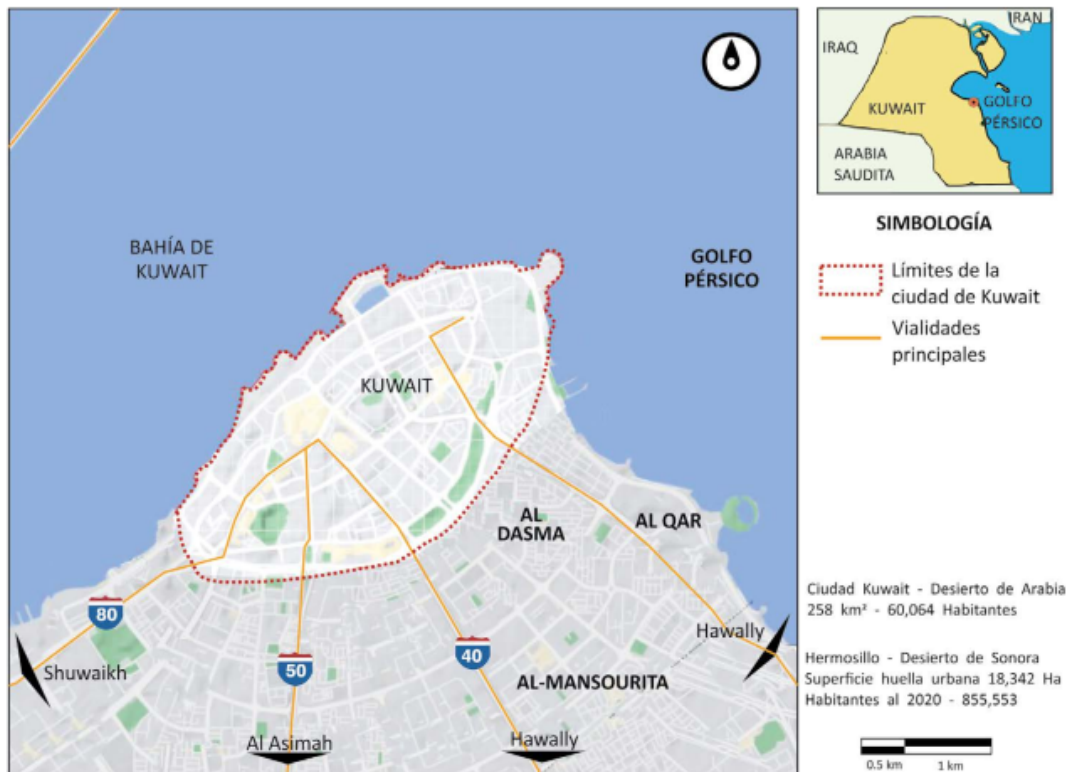 BAHÍA DE
KUWAIT
GOLFO
PÉRSICO
KUWAIT
AL
DASMA
AL QAR
80
Shuwaikh
50
40
Hawally
AL-MANSOURITA
Al Asimah
Hawally
IRAN
IRAQ
KUWAIT
GOLFO
PÉRSICO
ARABIA
SAUDITA
SIMBOLOGÍA
Límites de la
ciudad de Kuwait
Vialidades
principales
Ciudad Kuwait - Desierto de Arabia
258 km² - 60,064 Habitantes
Hermosillo - Desierto de Sonora
Superficie huella urbana 18,342 Ha
Habitantes al 2020 - 855,553
0.5 km
1 km